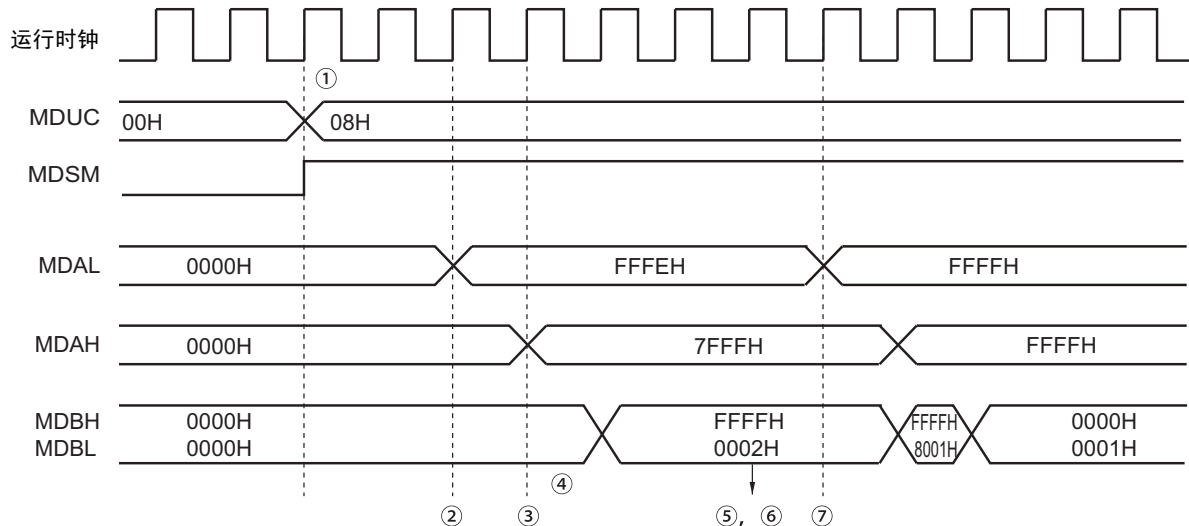 运行时钟
①
MDUC 00H 08H
MDSM
MDAL 0000H FFFEH FFFFH
MDAH 0000H 7FFFH FFFFH
MDBH 0000H FFFFH FFFFH 0000H
MDBL 0000H 0002H 8001H 0001H
④
② ③ ⑤, ⑥ ⑦